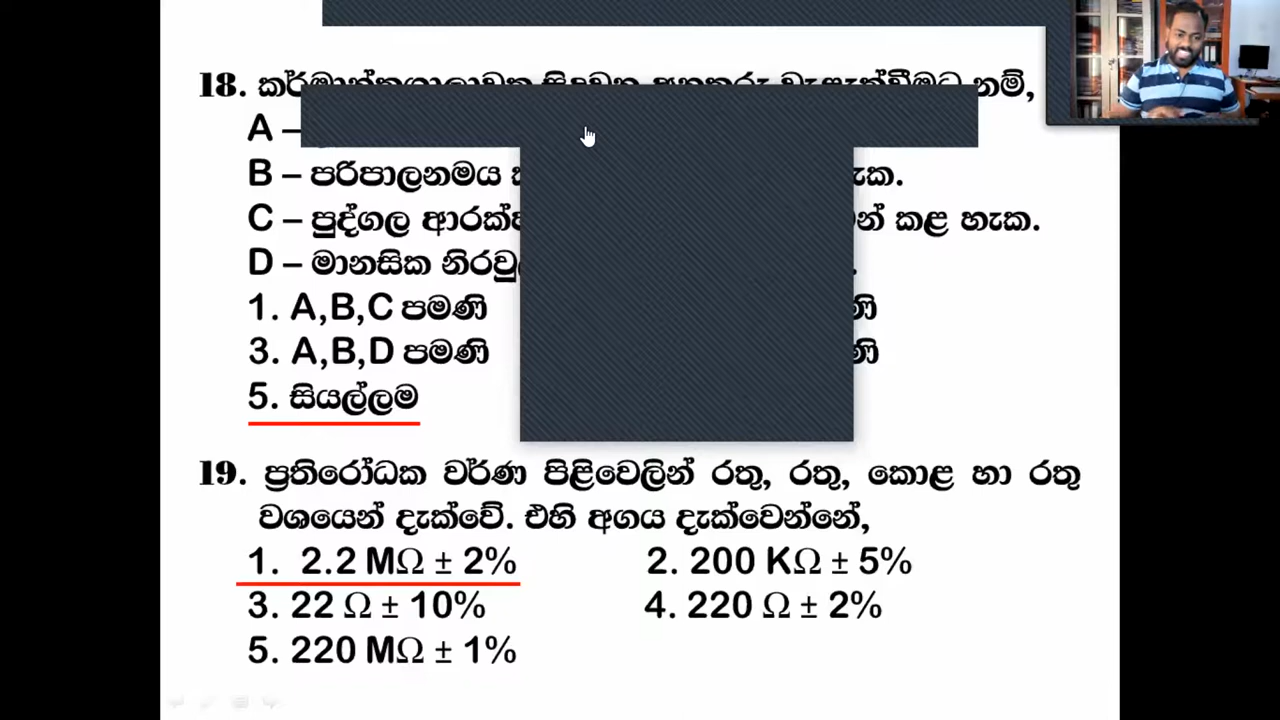 18. කර්මාන්තශාලාවක සිදුවන අනතුරු වැළැක්වීමට නම්,
A –
B – පරිපාලනමය
C – පුද්ගල කළ හැක.
D – මානසික
1. A,B,C පමණි
3. A,B,D පමණි
5. සියල්ලම
19. ප්‍රතිරෝධක වර්ණ පිළිවෙලින් රතු, රතු, කොළ හා රතු
වශයෙන් දැක්වේ. එහි අගය දැක්වෙන්නේ,
1. 2.2 MΩ ± 2% 2. 200 KΩ ± 5%
3. 22 Ω ± 10% 4. 220 Ω ± 2%
5. 220 MΩ ± 1%